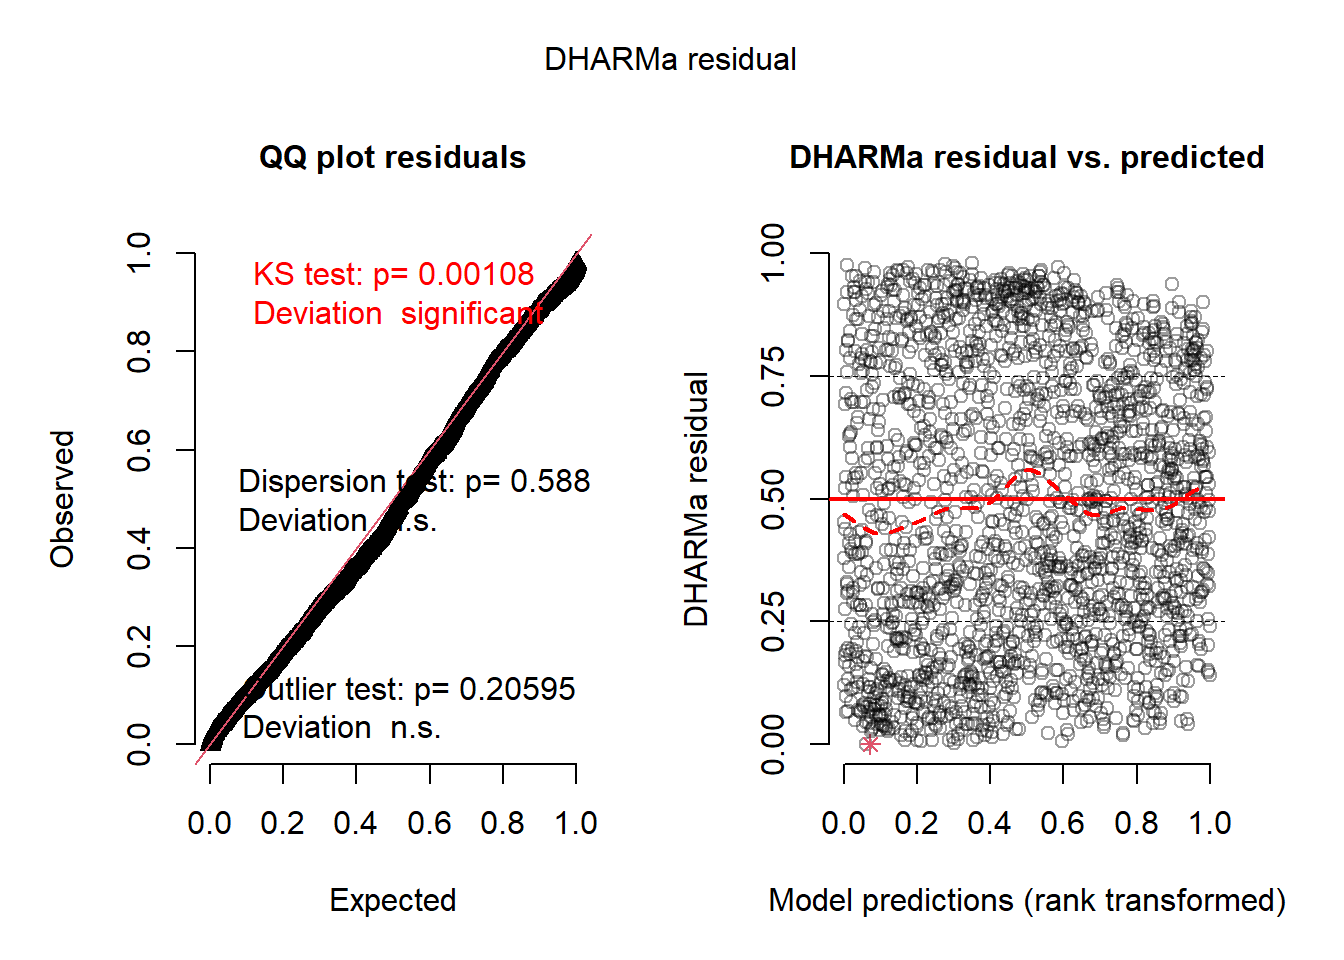 DHARMa residual
QQ plot residuals
Observed
1.0
0.8
0.6
0.4
0.2
0.0
KS test: p= 0.00108
Deviation  significant
Dispersion test: p= 0.588
Deviation  n.s.
Outlier test: p= 0.20595
Deviation  n.s.
0.0 0.2 0.4 0.6 0.8 1.0
Expected
DHARMa residual vs. predicted
DHARMa residual
1.00
0.75
0.50
0.25
0.00
0.0 0.2 0.4 0.6 0.8 1.0
Model predictions (rank transformed)